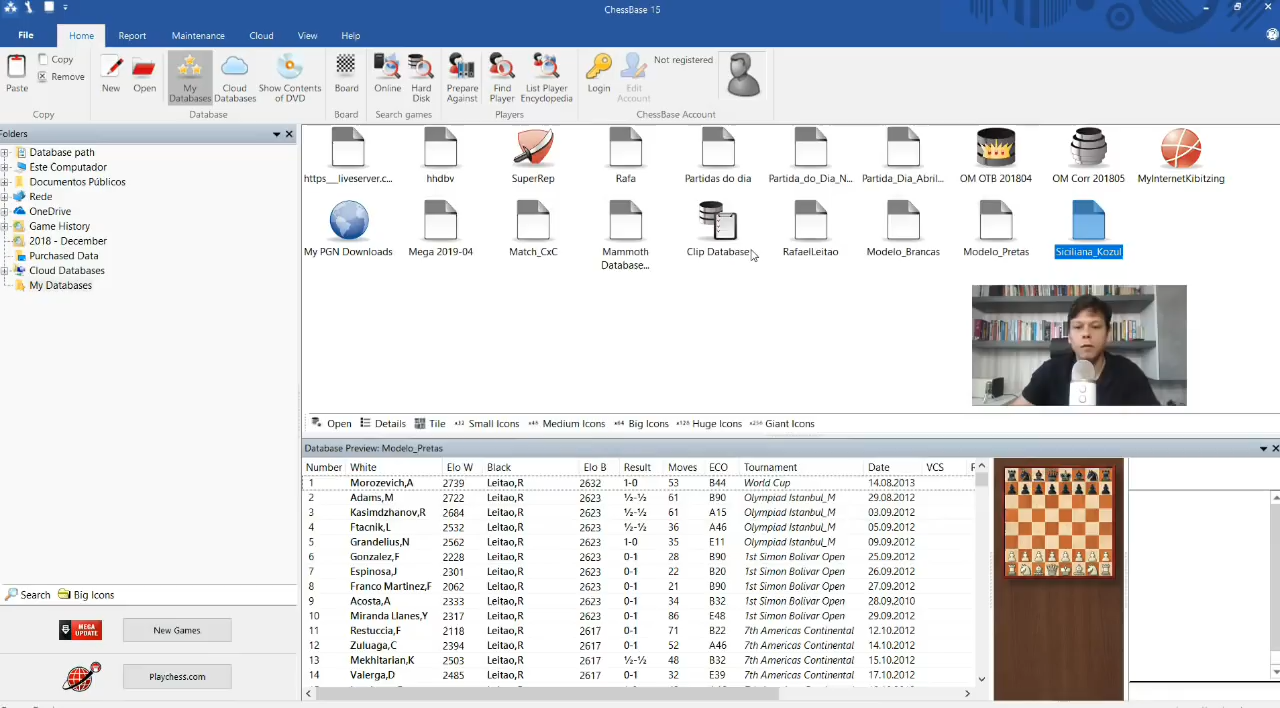 ChessBase 15
File Home Report Maintenance Cloud View Help
Paste Copy Remove New Open My Databases Cloud Databases Show Contents of DVD Board Online Hard Disk Prepare Against Find Player List Player Encyclopedia Login Edit Account Not registered
Copy Database Board Search games Players ChessBase Account
Folders
Database path
Este Computador
Documentos Públicos
Rede
OneDrive
Game History
2018 - December
Purchased Data
Cloud Databases
My Databases
Search Big Icons
MEGA UPDATE New Games
Playchess.com
https__liveserver.c... hhdbv SuperRep Rafa Partidas do dia Partida_do_Dia_N... Partida_Dia_Abril... OM OTB 201804 OM Corr 201805 MyInternetKibitzing
My PGN Downloads Mega 2019-04 Match_CxC Mammoth Database... Clip Database RafaelLeitao Modelo_Brancas Modelo_Pretas Siciliana_Kozul
Open Details Tile x32 Small Icons x48 Medium Icons x64 Big Icons x128 Huge Icons x256 Giant Icons
Database Preview: Modelo_Pretas
Number White Elo W Black Elo B Result Moves ECO Tournament Date VCS
1 Morozevich,A 2739 Leitao,R 2632 1-0 53 B44 World Cup 14.08.2013
2 Adams,M 2722 Leitao,R 2623 ½-½ 61 B90 Olympiad Istanbul_M 29.08.2012
3 Kasimdzhanov,R 2684 Leitao,R 2623 ½-½ 61 A15 Olympiad Istanbul_M 03.09.2012
4 Ftacnik,L 2532 Leitao,R 2623 ½-½ 36 A46 Olympiad Istanbul_M 05.09.2012
5 Grandelius,N 2562 Leitao,R 2623 1-0 35 E11 Olympiad Istanbul_M 09.09.2012
6 Gonzalez,F 2228 Leitao,R 2623 0-1 28 B90 1st Simon Bolivar Open 25.09.2012
7 Espinosa,J 2301 Leitao,R 2623 0-1 22 B20 1st Simon Bolivar Open 26.09.2012
8 Franco Martinez,F 2062 Leitao,R 2623 0-1 21 B90 1st Simon Bolivar Open 27.09.2012
9 Acosta,A 2333 Leitao,R 2623 0-1 34 B32 1st Simon Bolivar Open 28.09.2010
10 Miranda Llanes,Y 2317 Leitao,R 2623 0-1 86 E48 1st Simon Bolivar Open 29.09.2012
11 Restuccia,F 2118 Leitao,R 2617 0-1 71 B22 7th Americas Continental 12.10.2012
12 Zuluaga,C 2394 Leitao,R 2617 0-1 52 A46 7th Americas Continental 14.10.2012
13 Mekhitarian,K 2503 Leitao,R 2617 ½-½ 48 B32 7th Americas Continental 15.10.2012
14 Valerga,D 2485 Leitao,R 2617 0-1 32 E09 7th Americas Continental 17.10.2012